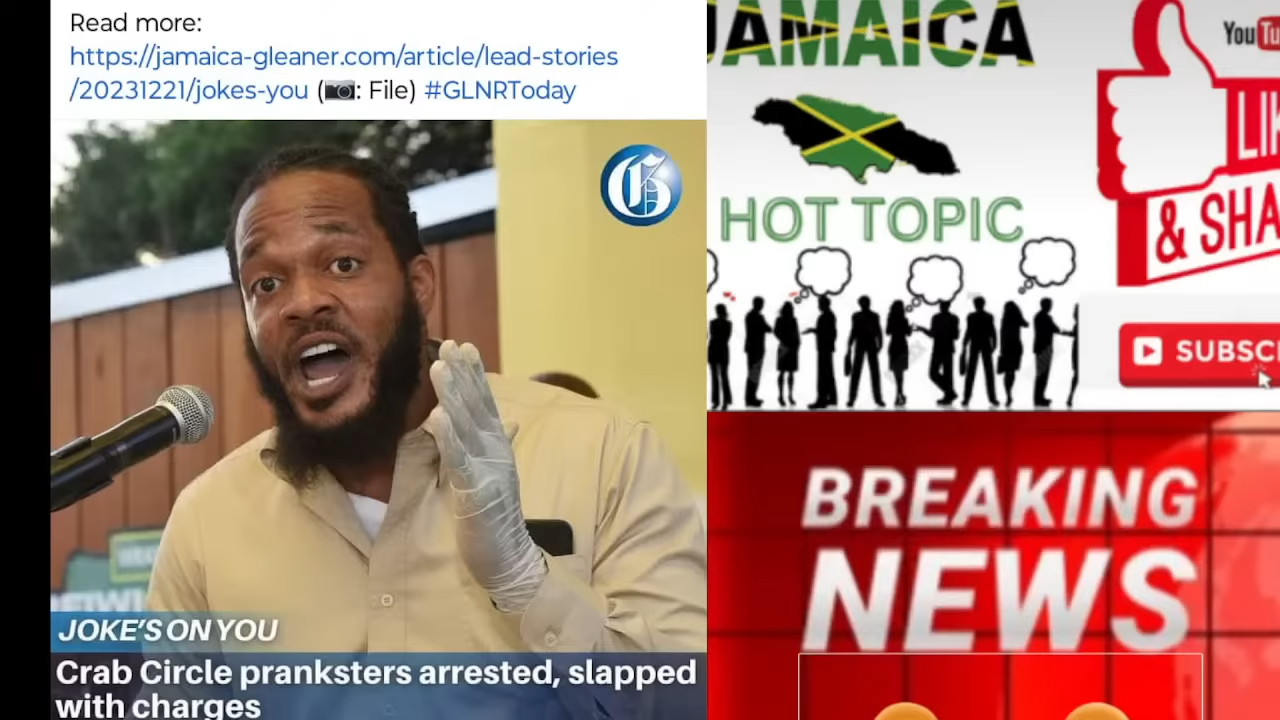 Read more:
https://jamaica-gleaner.com/article/lead-stories
/20231221/jokes-you (📷: File) #GLNRToday
G
JOKE'S ON YOU
Crab Circle pranksters arrested, slapped
with charges
JAMAICA
HOT TOPIC
YouTu
LIK
& SHA
SUBSC
BREAKING
NEWS